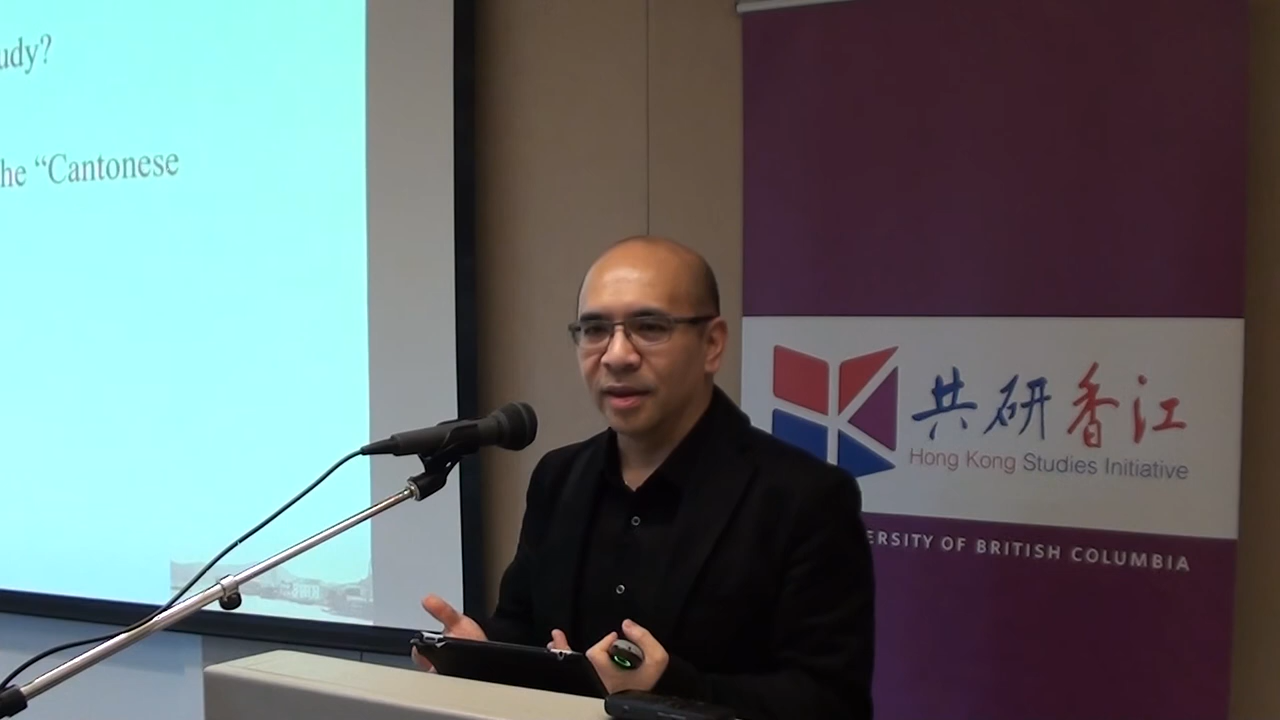 udy?
he “Cantonese
共研香江
Hong Kong Studies Initiative
ERSITY OF BRITISH COLUMBIA